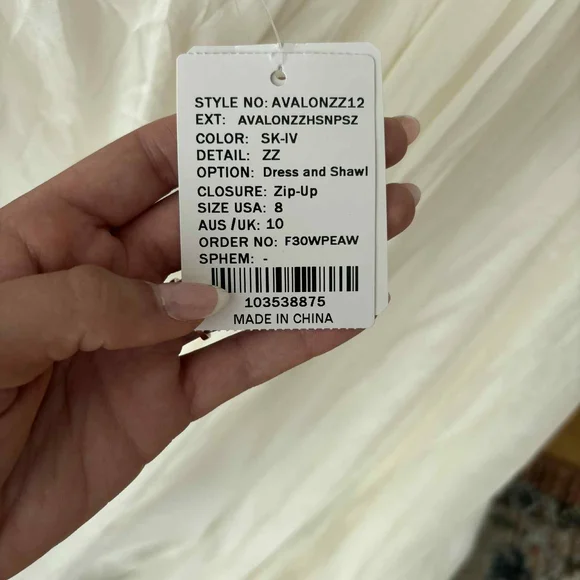 STYLE NO: AVALONZZ12
EXT: AVALONZZHSNPSZ
COLOR: SK-IV
DETAIL: ZZ
OPTION: Dress and Shawl
CLOSURE: Zip-Up
SIZE USA: 8
AUS/UK: 10
ORDER NO: F30WPEAW
SPHEM: -
103538875
MADE IN CHINA